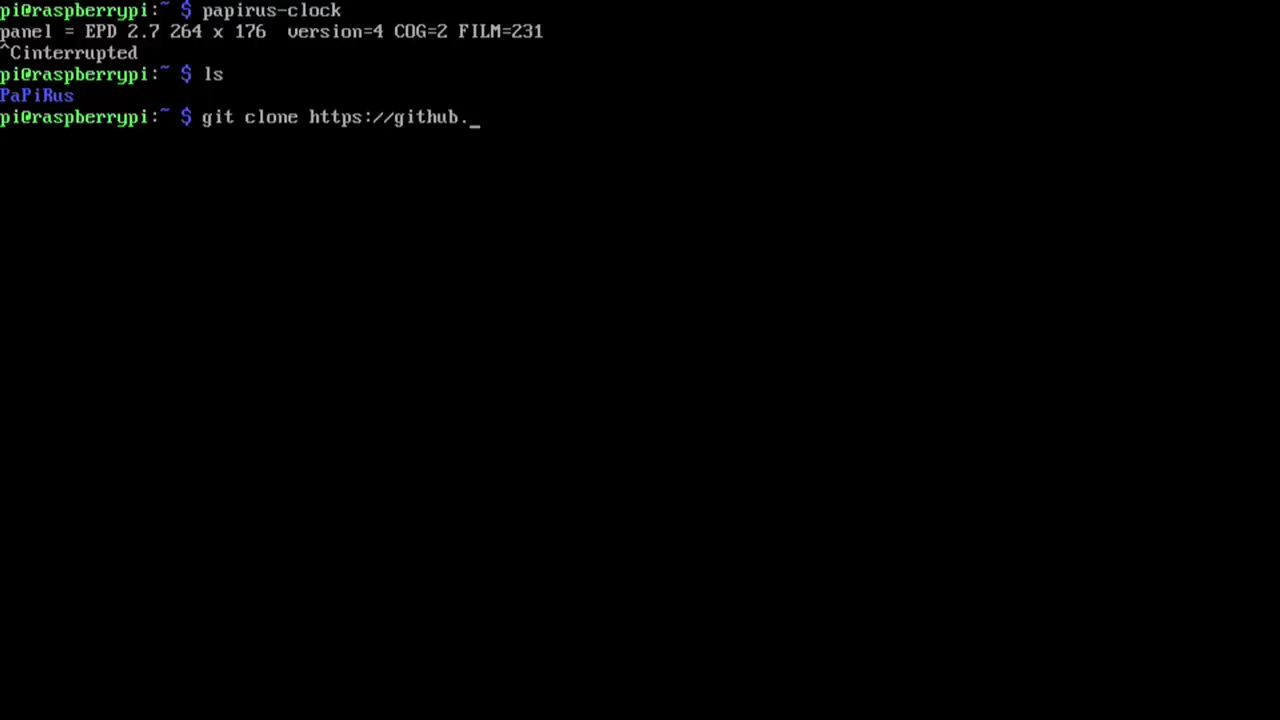 pi@raspberrypi:~ $ papirus-clock
panel = EPD 2.7 264 x 176  version=4 COG=2 FILM=231
^Cinterrupted
pi@raspberrypi:~ $ ls
PaPiRus
pi@raspberrypi:~ $ git clone https://github._